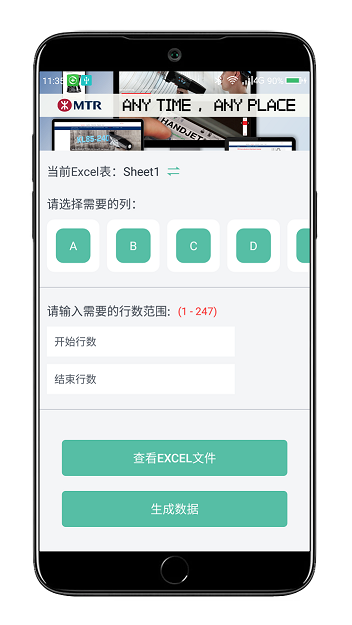 11:35
4G 90%
MTR ANY TIME , ANY PLACE
XL5-240
HANDJET
当前Excel表：Sheet1
请选择需要的列：
A B C D
请输入需要的行数范围: (1 - 247)
开始行数
结束行数
查看EXCEL文件
生成数据